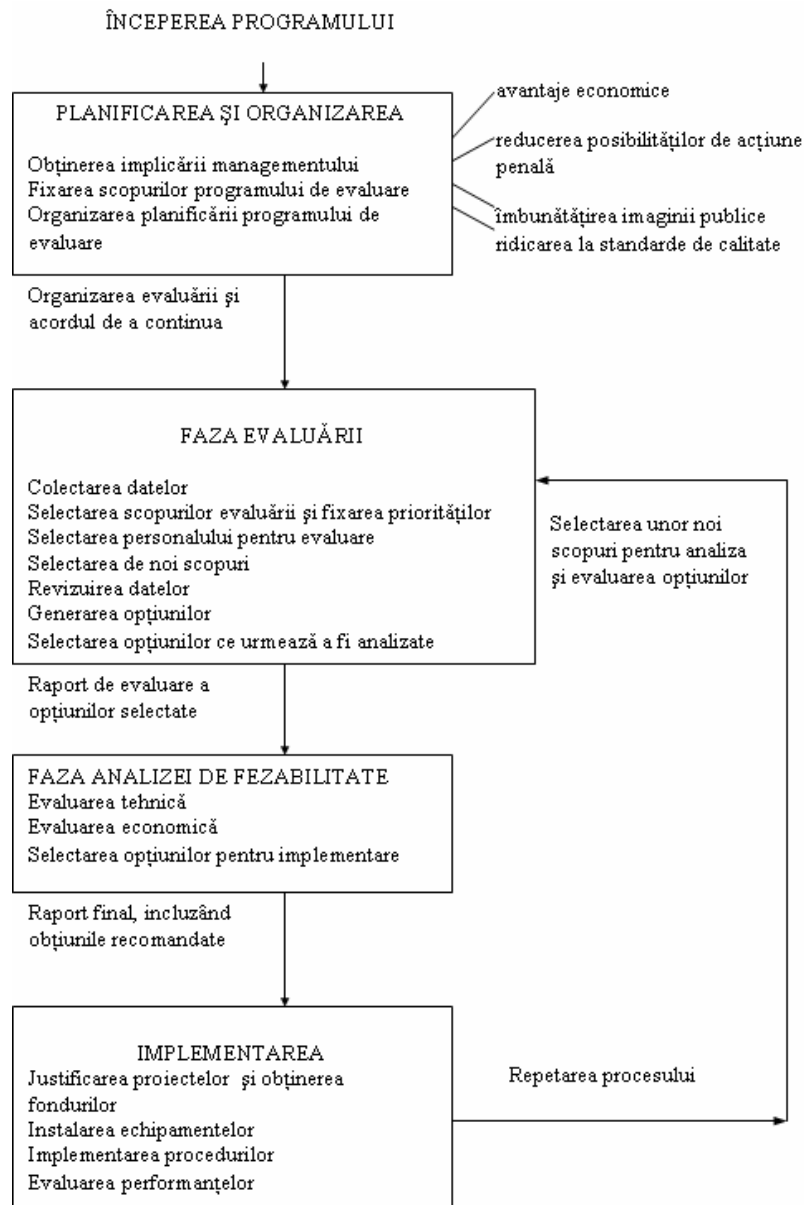 ÎNCEPEREA PROGRAMULUI
PLANIFICAREA ŞI ORGANIZAREA
Obţinerea implicării managementului
Fixarea scopurilor programului de evaluare
Organizarea planificării programului de
evaluare
avantaje economice
reducerea posibilităţilor de acţiune
penală
îmbunătăţirea imaginii publice
ridicarea la standarde de calitate
Organizarea evaluării şi
acordul de a continua
FAZA EVALUĂRII
Colectarea datelor
Selectarea scopurilor evaluării şi fixarea priorităţilor
Selectarea personalului pentru evaluare
Selectarea de noi scopuri
Revizuirea datelor
Generarea opţiunilor
Selectarea opţiunilor ce urmează a fi analizate
Selectarea unor noi
scopuri pentru analiza
şi evaluarea opţiunilor
Raport de evaluare a
opţiunilor selectate
FAZA ANALIZEI DE FEZABILITATE
Evaluarea tehnică
Evaluarea economică
Selectarea opţiunilor pentru implementare
Raport final, incluzând
obţiunile recomandate
IMPLEMENTAREA
Justificarea proiectelor şi obţinerea
fondurilor
Instalarea echipamentelor
Implementarea procedurilor
Evaluarea performanţelor
Repetarea procesului